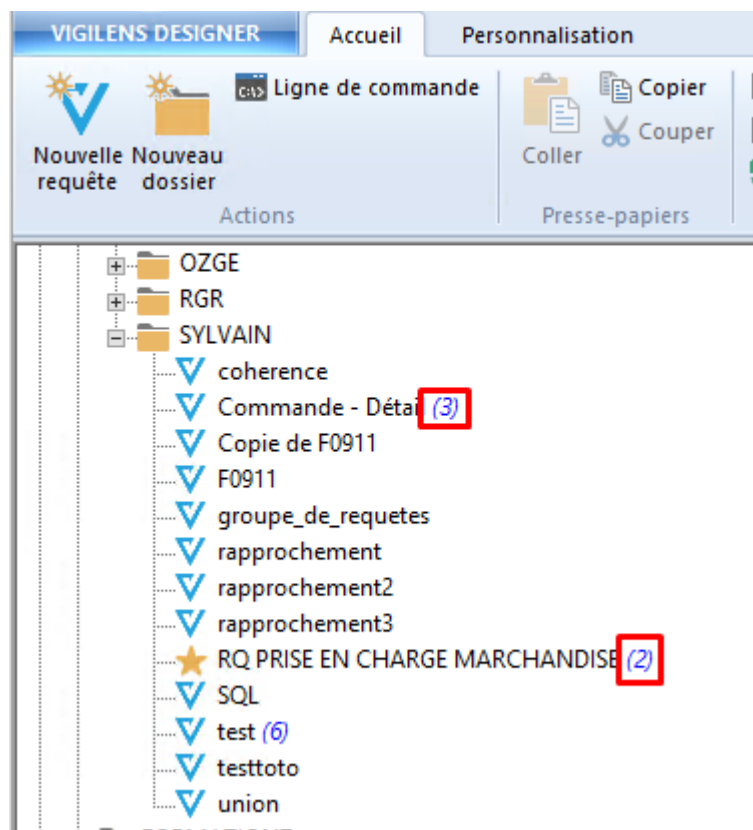 VIGILENS DESIGNER Accueil Personnalisation
Ligne de commande
Copier
Couper
Nouvelle requête
Nouveau dossier
Coller
Actions
Presse-papiers
OZGE
RGR
SYLVAIN
coherence
Commande - Détail (3)
Copie de F0911
F0911
groupe_de_requetes
rapprochement
rapprochement2
rapprochement3
RQ PRISE EN CHARGE MARCHANDISE (2)
SQL
test (6)
testtoto
union